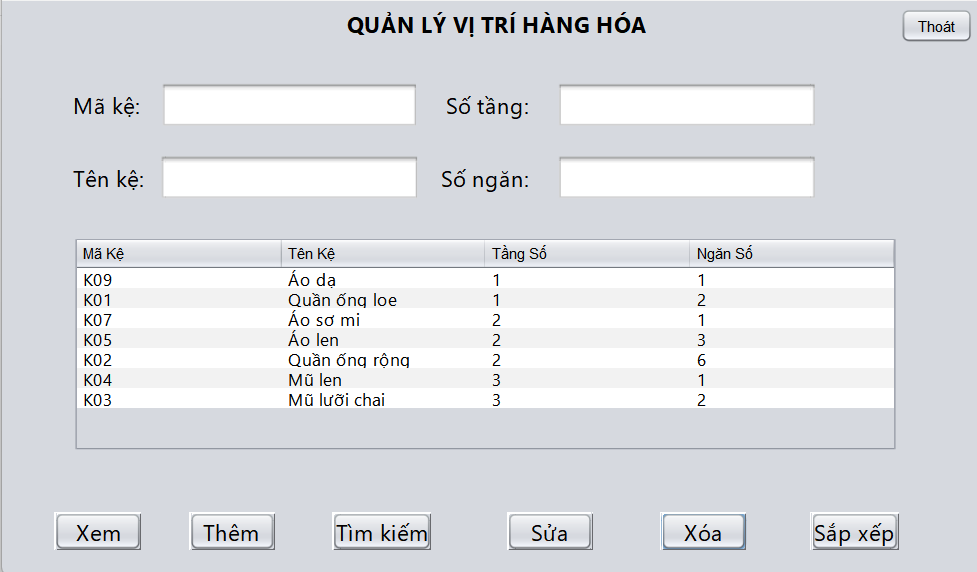 QUẢN LÝ VỊ TRÍ HÀNG HÓA
Thoát
Mã kệ: Số tầng:
Tên kệ: Số ngăn:
Mã Kệ Tên Kệ Tầng Số Ngăn Số
K09 Áo dạ 1 1
K01 Quần ống loe 1 2
K07 Áo sơ mi 2 1
K05 Áo len 2 3
K02 Quần ống rộng 2 6
K04 Mũ len 3 1
K03 Mũ lưỡi chai 3 2
Xem Thêm Tìm kiếm Sửa Xóa Sắp xếp